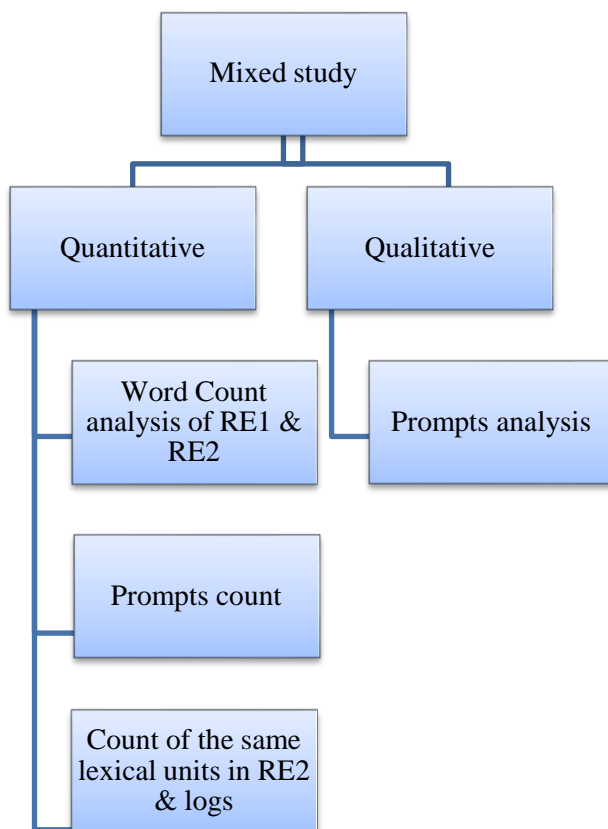 Mixed study
Quantitative
Qualitative
Word Count
analysis of RE1 &
RE2
Prompts analysis
Prompts count
Count of the same
lexical units in RE2
& logs